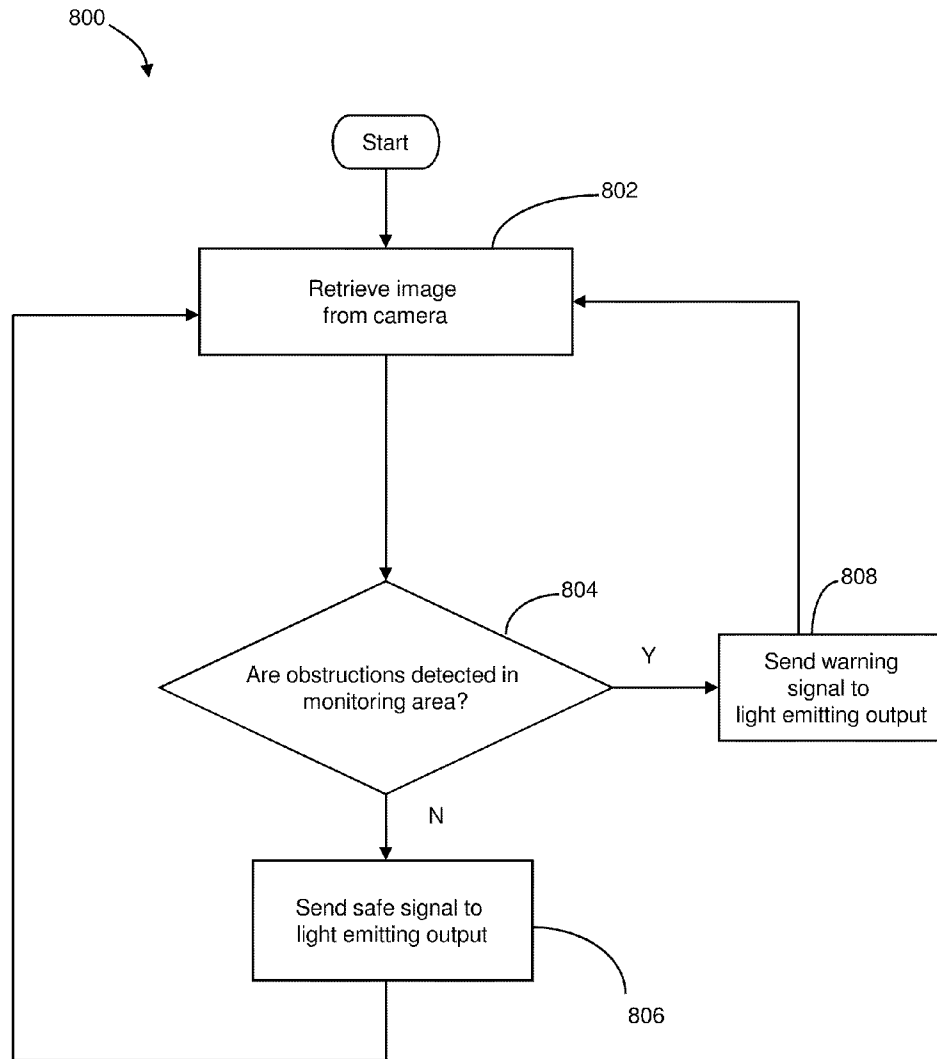 800
Start
802
Retrieve image
from camera
804
Are obstructions detected in
monitoring area?
Y
808
Send warning
signal to
light emitting output
N
Send safe signal to
light emitting output
806